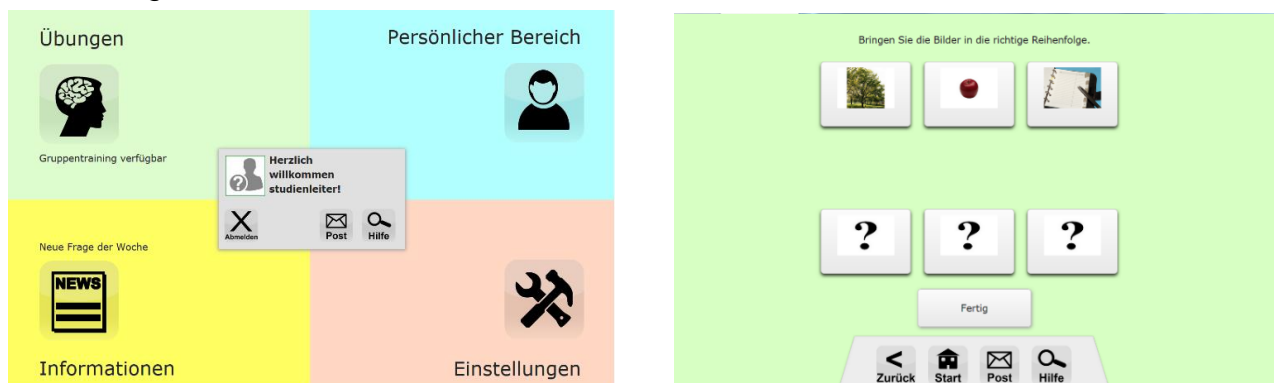 Übungen
Persönlicher Bereich
Gruppentraining verfügbar
Herzlich
willkommen
studienleiter!
Abmelden
Post
Hilfe
Neue Frage der Woche
NEWS
Informationen
Einstellungen
Bringen Sie die Bilder in die richtige Reihenfolge.
?
?
?
Fertig
Zurück
Start
Post
Hilfe